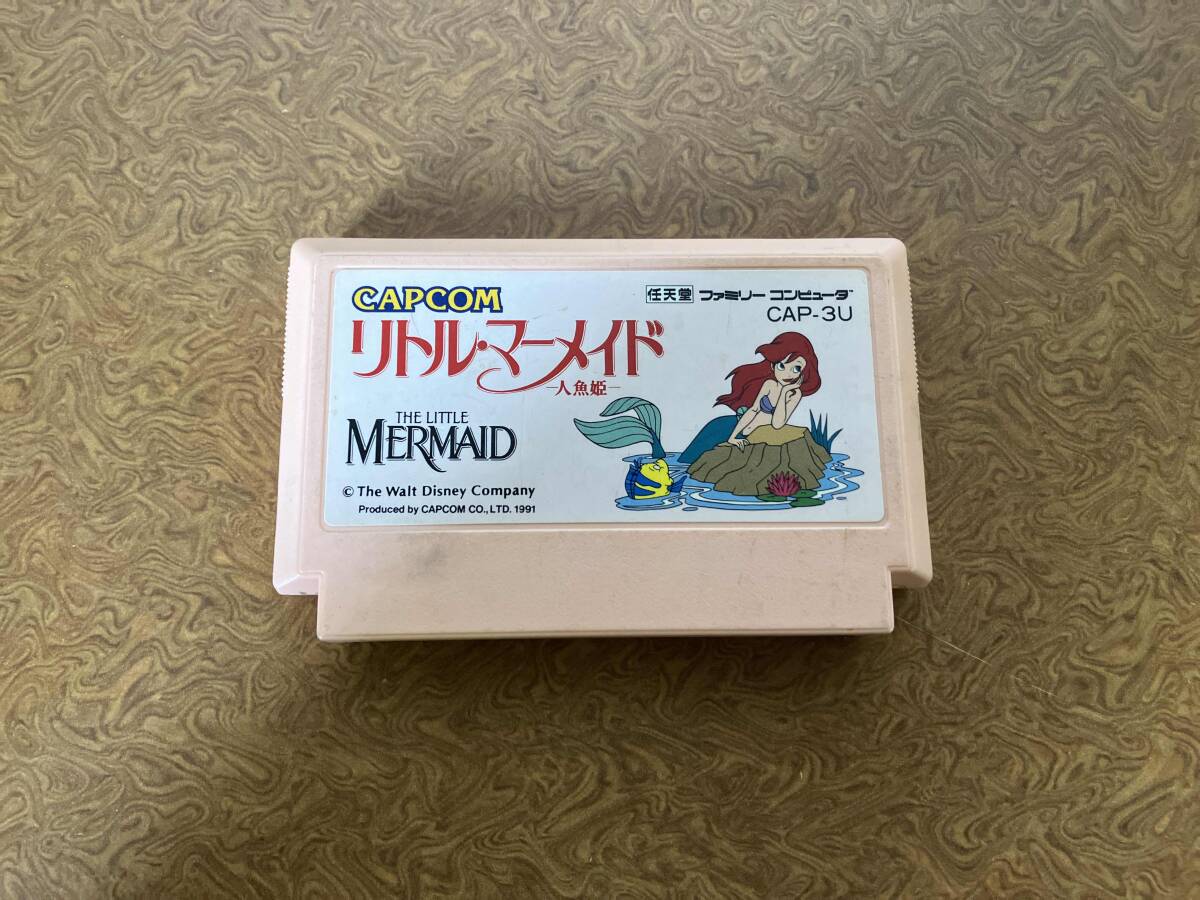 CAPCOM
任天堂 ファミリー コンピュータ
CAP-3U
リトル・マーメイド
―人魚姫―
THE LITTLE
MERMAID
© The Walt Disney Company
Produced by CAPCOM CO., LTD. 1991